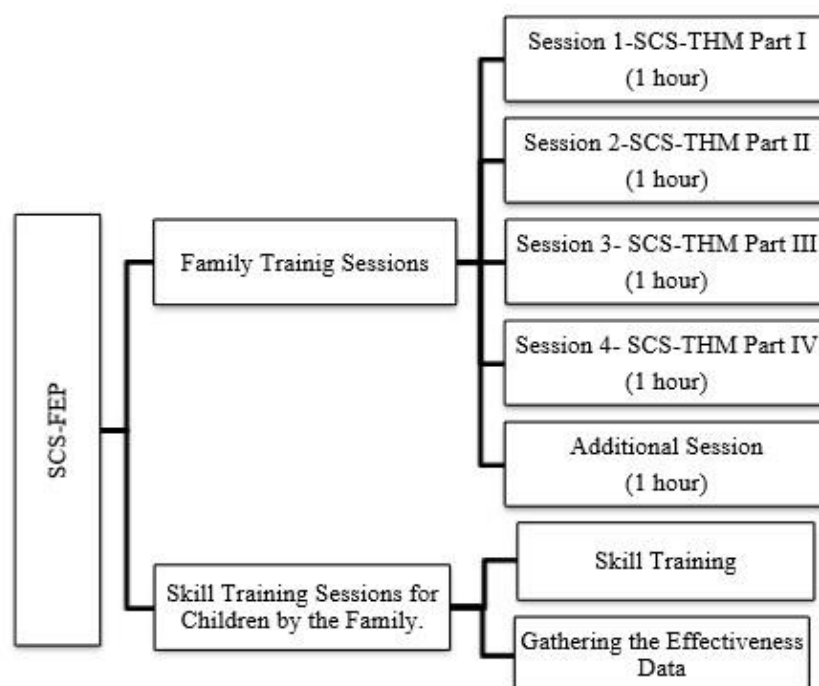 SCS-FEP
Family Trainig Sessions
Session 1-SCS-THM Part I
(1 hour)
Session 2-SCS-THM Part II
(1 hour)
Session 3- SCS-THM Part III
(1 hour)
Session 4- SCS-THM Part IV
(1 hour)
Additional Session
(1 hour)
Skill Training Sessions for
Children by the Family.
Skill Training
Gathering the Effectiveness
Data